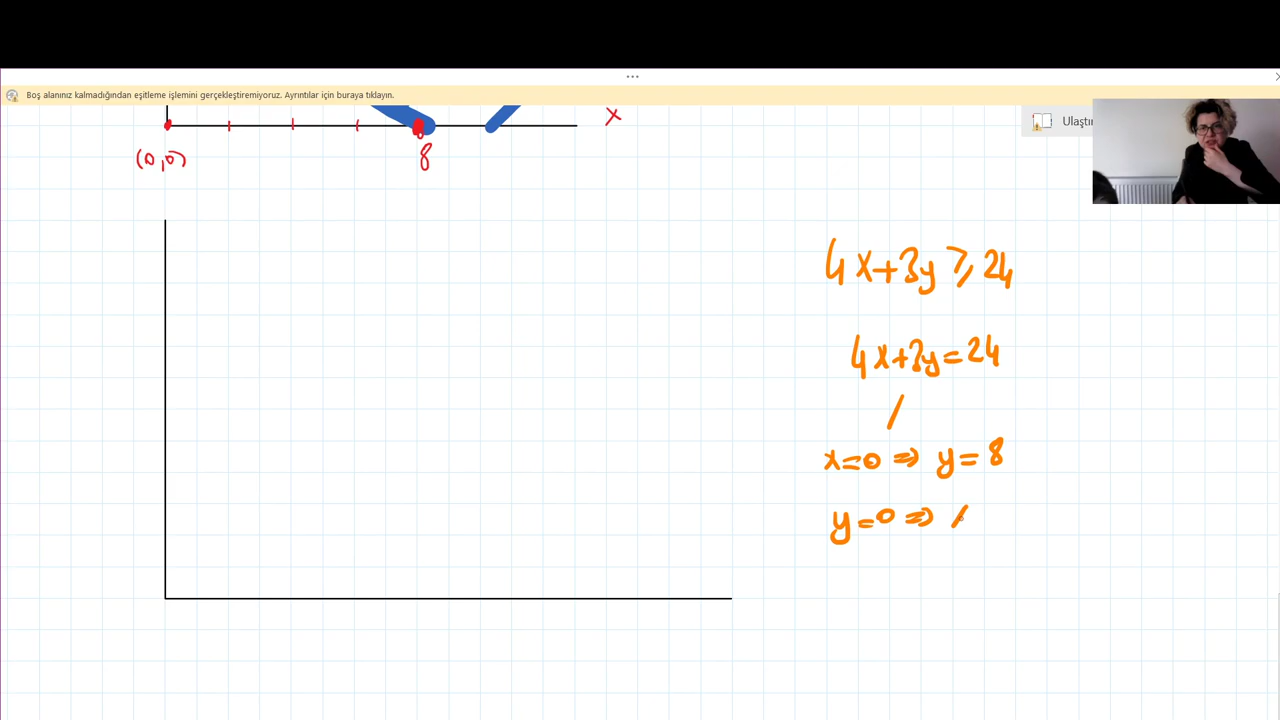 Boş alanınız kalmadığından eşitleme işlemini gerçekleştiremiyoruz. Ayrıntılar için buraya tıklayın.
x
Ulaştır
(0,0)
8
4x+3y ≥ 24
4x+3y=24
x=0 ⇒ y=8
y=0 ⇒